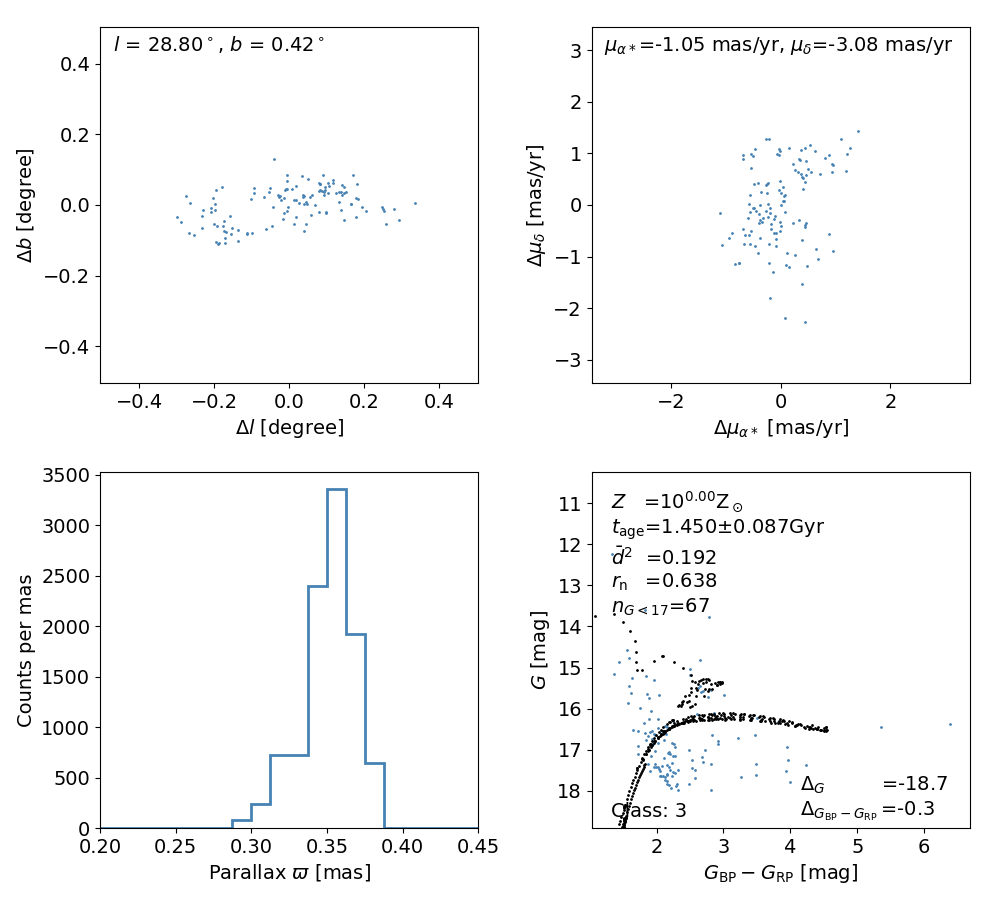 l = 28.80°, b = 0.42°
0.4
0.2
0.0
−0.2
−0.4
Δb [degree]
−0.4 −0.2 0.0 0.2 0.4
Δl [degree]
μα*=-1.05 mas/yr, μδ=-3.08 mas/yr
3
2
1
0
−1
−2
−3
Δμδ [mas/yr]
−2 0 2
Δμα* [mas/yr]
3500
3000
2500
2000
1500
1000
500
0
Counts per mas
0.20 0.25 0.30 0.35 0.40 0.45
Parallax ϖ [mas]
11
12
13
14
15
16
17
18
G [mag]
Z =10^0.00 Z⊙
t_age=1.450±0.087Gyr
d̄² =0.192
r_n =0.638
n_G<17=67
Δ_G =-18.7
Class: 3
Δ_GBP−GRP=-0.3
2 3 4 5 6
G_BP − G_RP [mag]